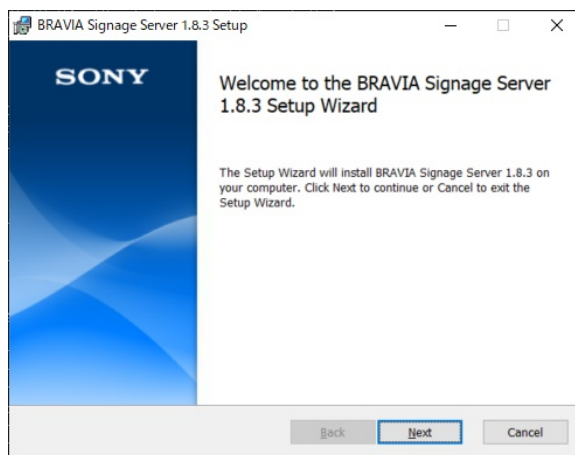 BRAVIA Signage Server 1.8.3 Setup
SONY
Welcome to the BRAVIA Signage Server
1.8.3 Setup Wizard
The Setup Wizard will install BRAVIA Signage Server 1.8.3 on
your computer. Click Next to continue or Cancel to exit the
Setup Wizard.
Back
Next
Cancel